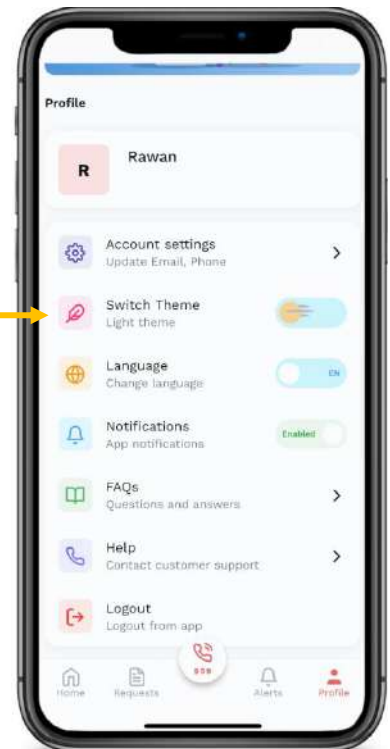 Profile
R
Rawan
Account settings
Update Email, Phone
Switch Theme
Light theme
Language
Change language
EN
Notifications
App notifications
Enabled
FAQs
Questions and answers
Help
Contact customer support
Logout
Logout from app
SOS
Home
Requests
Alerts
Profile